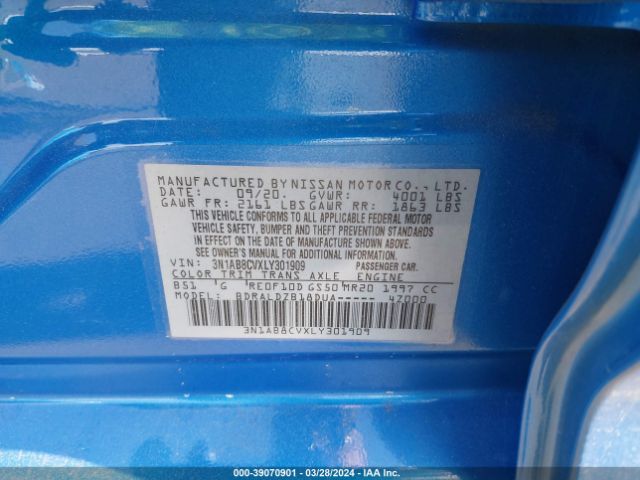 MANUFACTURED BY NISSAN MOTOR CO., LTD.
DATE: 09/20. GVWR: 4001 LBS
GAWR FR: 2161 LBS GAWR RR: 1863 LBS
THIS VEHICLE CONFORMS TO ALL APPLICABLE FEDERAL MOTOR
VEHICLE SAFETY, BUMPER AND THEFT PREVENTION STANDARDS
IN EFFECT ON THE DATE OF MANUFACTURE SHOWN ABOVE.
SEE OWNER'S MANUAL FOR ADDITIONAL INFORMATION.
VIN: 3N1AB8CVXLY301909 PASSENGER CAR.
COLOR TRIM TRANS AXLE ENGINE
B51 'G 'RE0F10D GS50 MR20 1997 CC
MODEL: BDRALDZB18DUA----- 47000
3N1AB8CVXLY301909
000-39070901 | 03/28/2024 | IAA Inc.